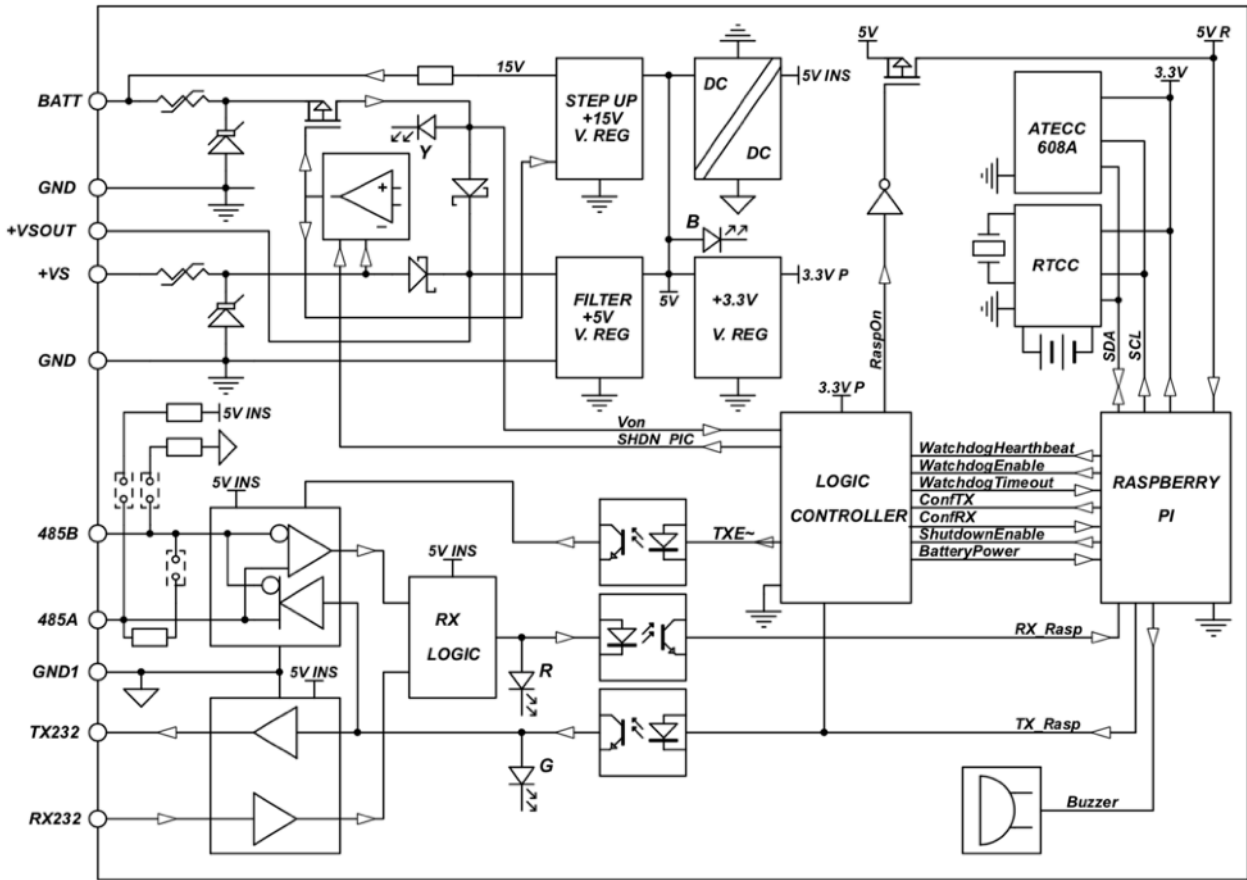 5V
5V R
15V
STEP UP
+15V
V. REG
DC
DC
5V INS
3.3V
BATT
ATECC
608A
Y
GND
+VSOUT
+
-
B
RTCC
+VS
FILTER
+5V
V. REG
5V
+3.3V
V. REG
3.3V P
RaspOn
SDA
SCL
GND
3.3V P
5V INS
Von
SHDN_PIC
LOGIC
CONTROLLER
WatchdogHearthbeat
WatchdogEnable
WatchdogTimeout
ConfTX
ConfRX
ShutdownEnable
BatteryPower
RASPBERRY
PI
5V INS
485B
TXE~
5V INS
RX
LOGIC
485A
RX_Rasp
GND1
5V INS
R
TX232
TX_Rasp
G
RX232
Buzzer